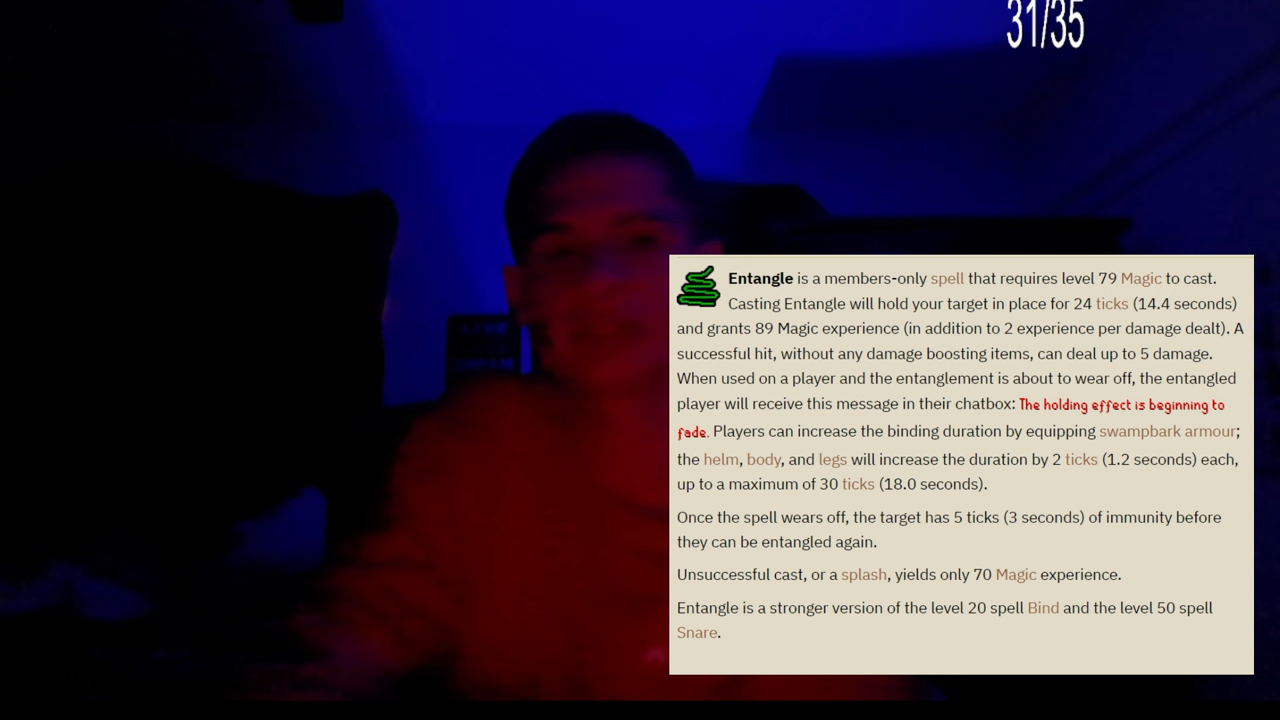 31/35
Entangle is a members-only spell that requires level 79 Magic to cast.
Casting Entangle will hold your target in place for 24 ticks (14.4 seconds)
and grants 89 Magic experience (in addition to 2 experience per damage dealt). A
successful hit, without any damage boosting items, can deal up to 5 damage.
When used on a player and the entanglement is about to wear off, the entangled
player will receive this message in their chatbox: The holding effect is beginning to
fade. Players can increase the binding duration by equipping swampbark armour;
the helm, body, and legs will increase the duration by 2 ticks (1.2 seconds) each,
up to a maximum of 30 ticks (18.0 seconds).
Once the spell wears off, the target has 5 ticks (3 seconds) of immunity before
they can be entangled again.
Unsuccessful cast, or a splash, yields only 70 Magic experience.
Entangle is a stronger version of the level 20 spell Bind and the level 50 spell
Snare.